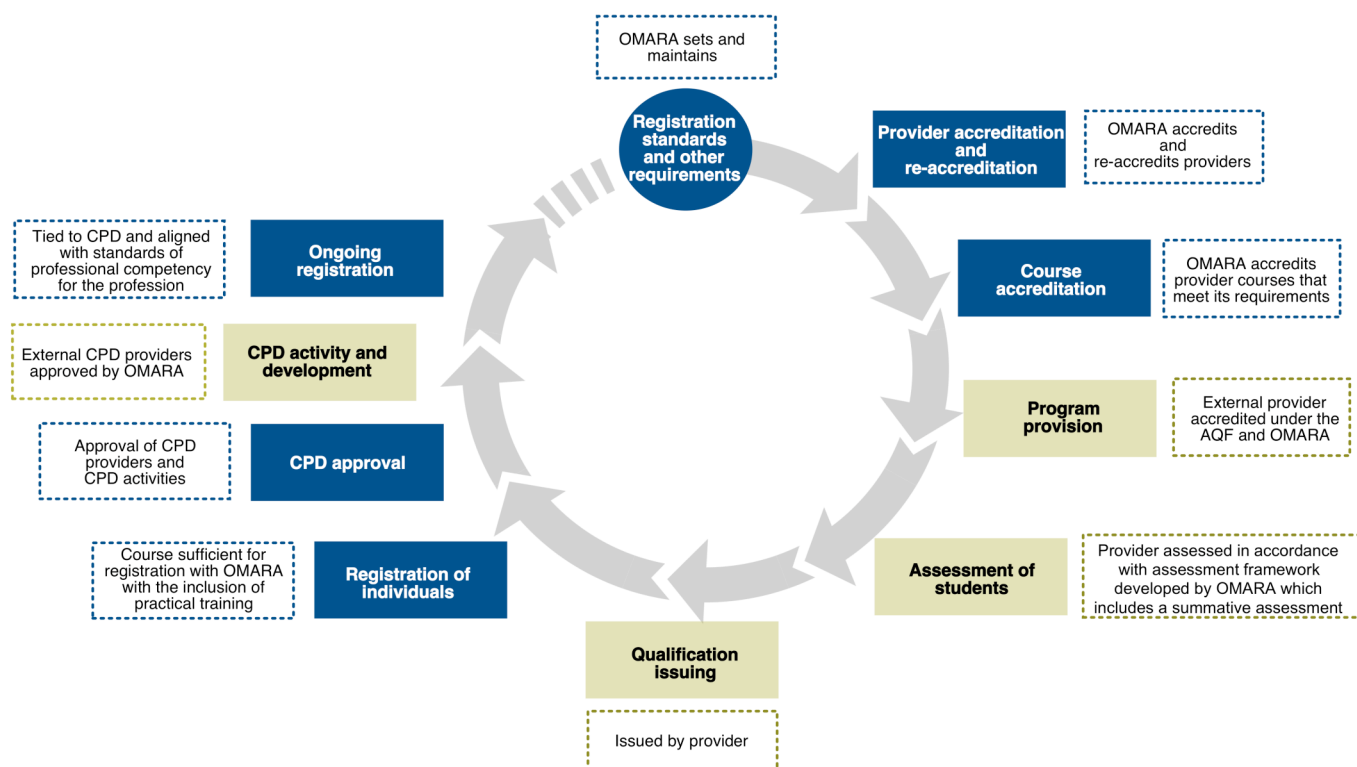 OMARA sets and
maintains
Registration
standards
and other
requirements
Provider accreditation
and
re-accreditation
OMARA accredits
and
re-accredits providers
Course
accreditation
OMARA accredits
provider courses that
meet its requirements
Program
provision
External provider
accredited under the
AQF and OMARA
Assessment of
students
Provider assessed in accordance
with assessment framework
developed by OMARA which
includes a summative assessment
Qualification
issuing
Issued by provider
Registration of
individuals
Course sufficient for
registration with OMARA
with the inclusion of
practical training
CPD approval
Approval of CPD
providers and
CPD activities
CPD activity and
development
External CPD providers
approved by OMARA
Ongoing
registration
Tied to CPD and aligned
with standards of
professional competency
for the profession